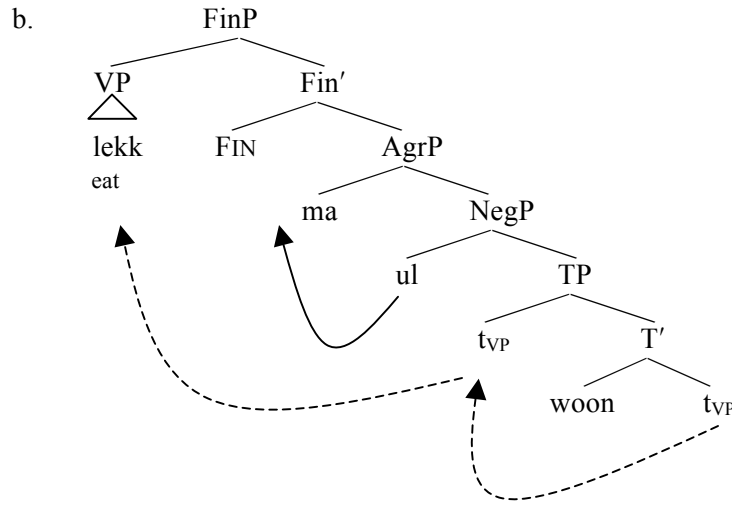 b. FinP
VP Fin′
lekk FIN AgrP
eat
ma NegP
ul TP
tVP T′
woon tVP